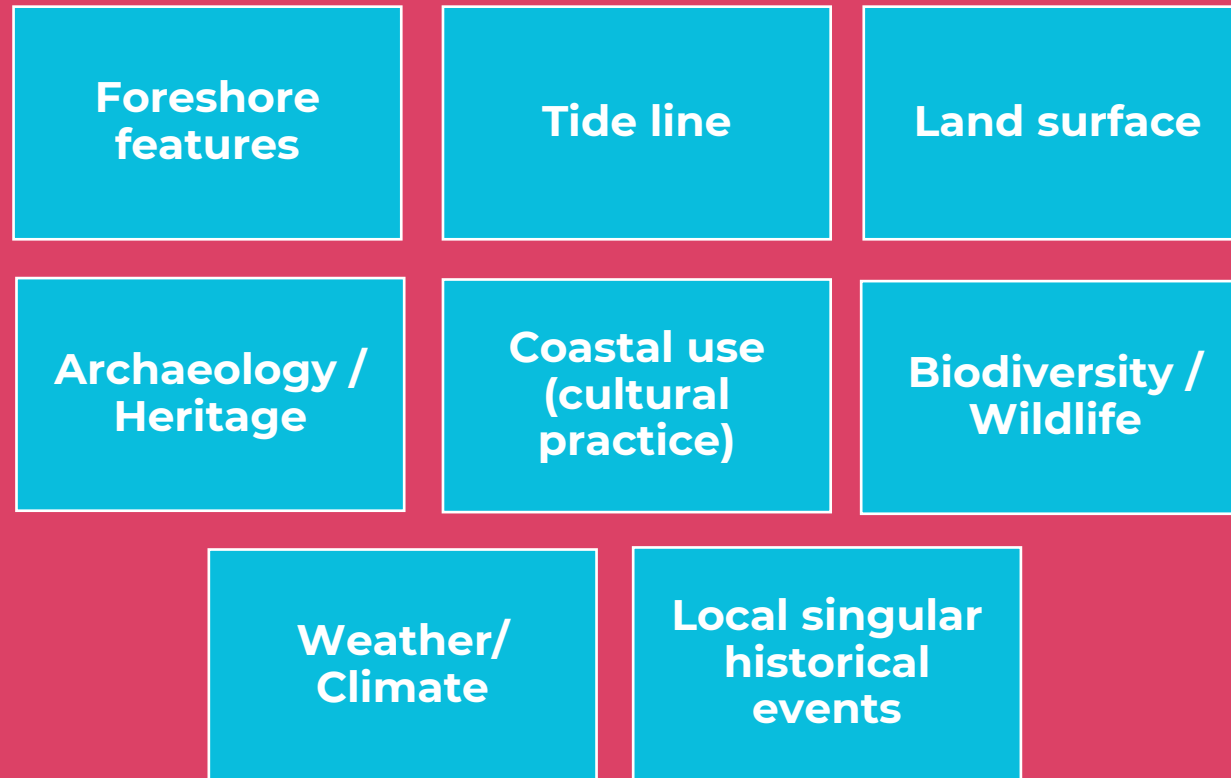 Foreshore
features
Tide line
Land surface
Archaeology /
Heritage
Coastal use
(cultural
practice)
Biodiversity /
Wildlife
Weather/
Climate
Local singular
historical
events